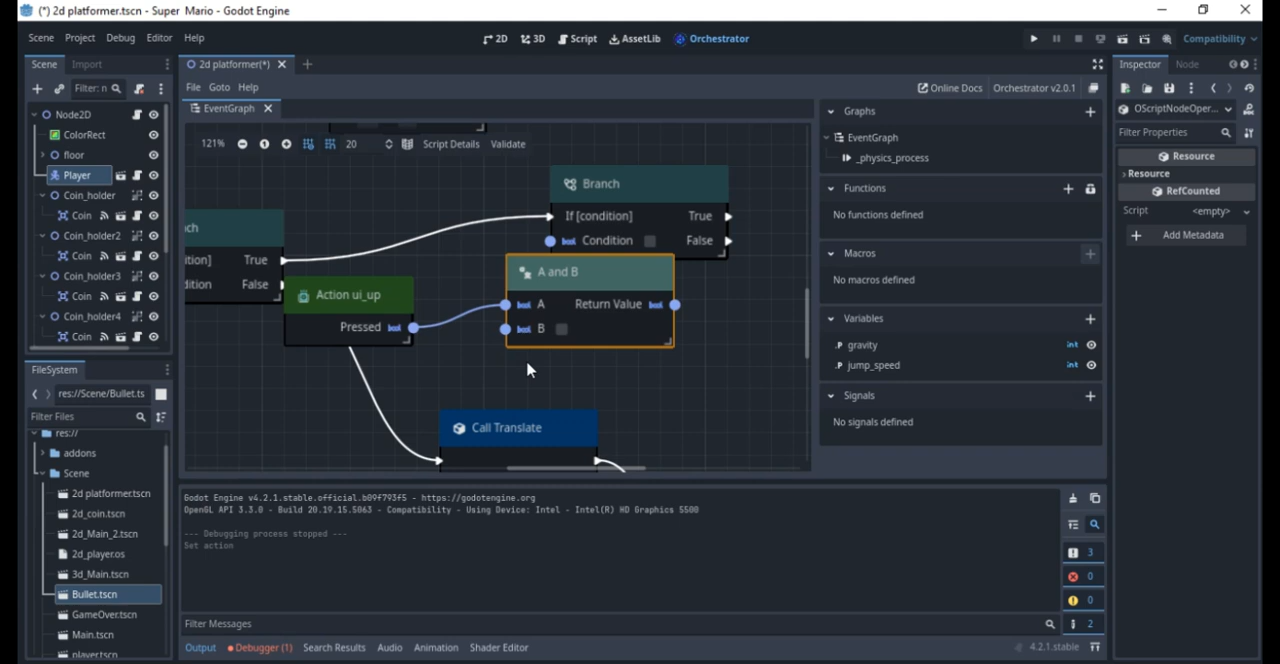 (*) 2d platformer.tscn - Super Mario - Godot Engine
Scene Project Debug Editor Help
2D 3D Script AssetLib Orchestrator
Compatibility
Scene Import
Filter: n
Node2D
ColorRect
floor
Player
Coin_holder
Coin
Coin_holder2
Coin
Coin_holder3
Coin
Coin_holder4
Coin
FileSystem
res://Scene/Bullet.ts
Filter Files
res://
addons
Scene
2d platformer.tscn
2d_coin.tscn
2d_Main_2.tscn
2d_player.os
3d_Main.tscn
Bullet.tscn
GameOver.tscn
Main.tscn
player.tscn
2d platformer(*)
File Goto Help
Online Docs Orchestrator v2.0.1
EventGraph
121% 20 Script Details Validate
Branch
If [condition] True
Condition False
True
False
Action ui_up
Pressed bool
A and B
bool A Return Value bool
bool B
Call Translate
Graphs
EventGraph
_physics_process
Functions
No functions defined
Macros
No macros defined
Variables
gravity int
jump_speed int
Signals
No signals defined
Godot Engine v4.2.1.stable.official.b09f793f5 - https://godotengine.org
OpenGL API 3.3.0 - Build 20.19.15.5063 - Compatibility - Using Device: Intel - Intel(R) HD Graphics 5500
--- Debugging process stopped ---
Set action
3
0
0
2
Filter Messages
Output Debugger (1) Search Results Audio Animation Shader Editor
4.2.1.stable
Inspector Node
OScriptNodeOper...
Filter Properties
Resource
Resource
RefCounted
Script <empty>
Add Metadata